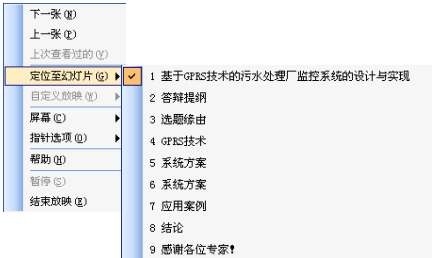 下一张(N)
上一张(P)
上次查看过的(V)
定位至幻灯片(G)
自定义放映(W)
屏幕(C)
指针选项(O)
帮助(H)
暂停(S)
结束放映(E)
1 基于GPRS技术的污水处理厂监控系统的设计与实现
2 答辩提纲
3 选题缘由
4 GPRS技术
5 系统方案
6 系统方案
7 应用案例
8 结论
9 感谢各位专家!